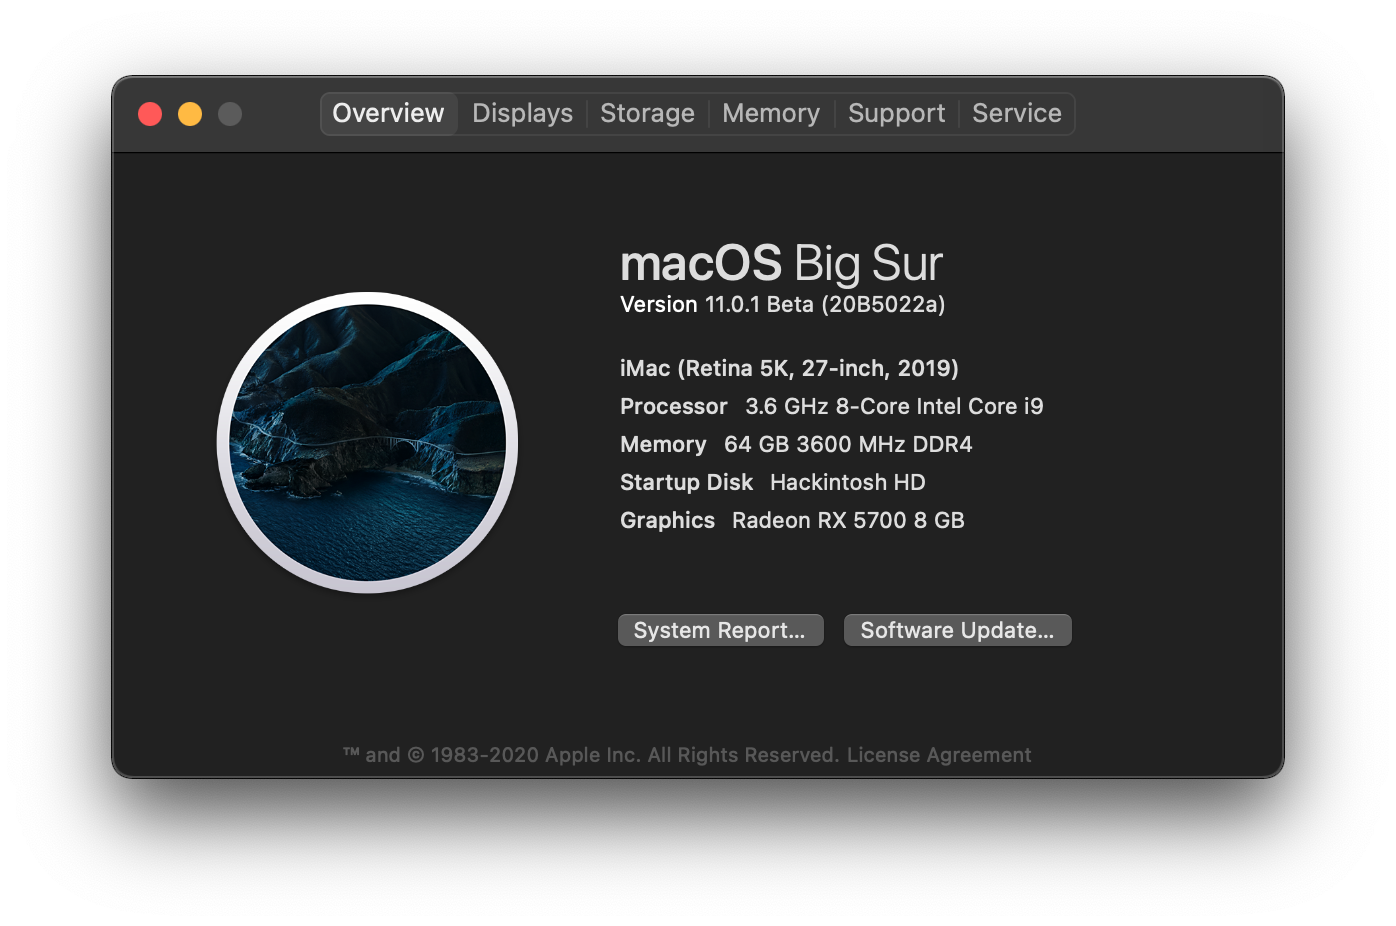 Overview Displays Storage Memory Support Service
macOS Big Sur
Version 11.0.1 Beta (20B5022a)
iMac (Retina 5K, 27-inch, 2019)
Processor 3.6 GHz 8-Core Intel Core i9
Memory 64 GB 3600 MHz DDR4
Startup Disk Hackintosh HD
Graphics Radeon RX 5700 8 GB
System Report... Software Update...
™ and © 1983-2020 Apple Inc. All Rights Reserved. License Agreement